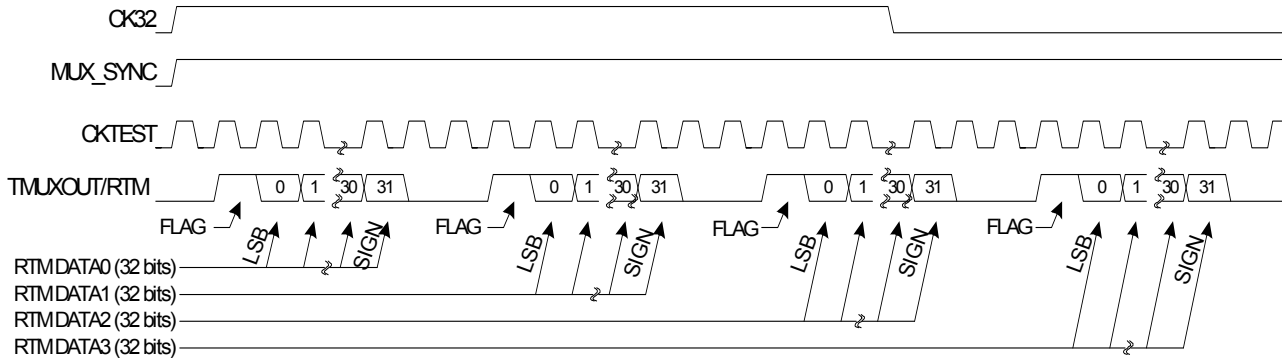 CK32
MUX_SYNC
CKTEST
TMUXOUT/RTM
0 1 30 31 0 1 30 31 0 1 30 31 0 1 30 31
FLAG FLAG FLAG FLAG
LSB SIGN LSB SIGN LSB SIGN LSB SIGN
RTMDATA0 (32 bits)
RTMDATA1 (32 bits)
RTMDATA2 (32 bits)
RTMDATA3 (32 bits)